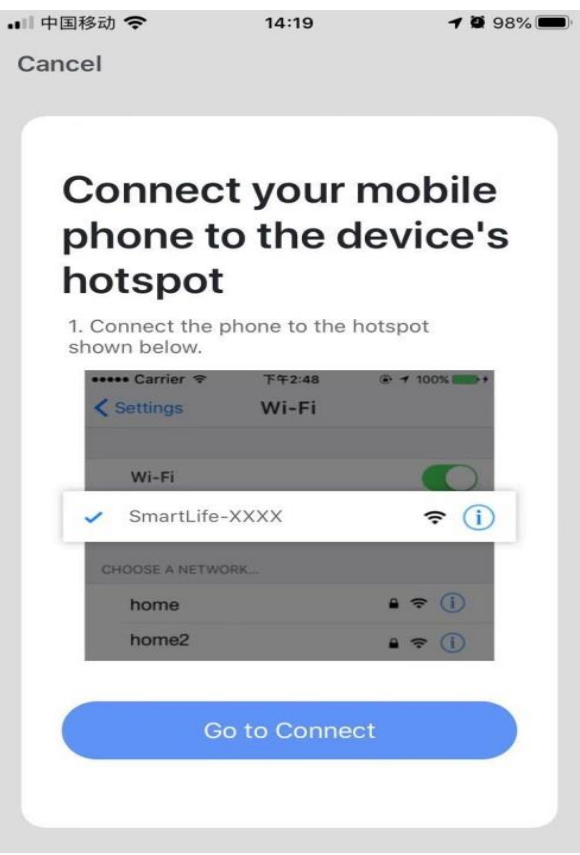 中国移动 14:19 98%
Cancel
Connect your mobile
phone to the device's
hotspot
1. Connect the phone to the hotspot
shown below.
Carrier 下午2:48 100%
Settings Wi-Fi
Wi-Fi
SmartLife-XXXX
CHOOSE A NETWORK...
home
home2
Go to Connect